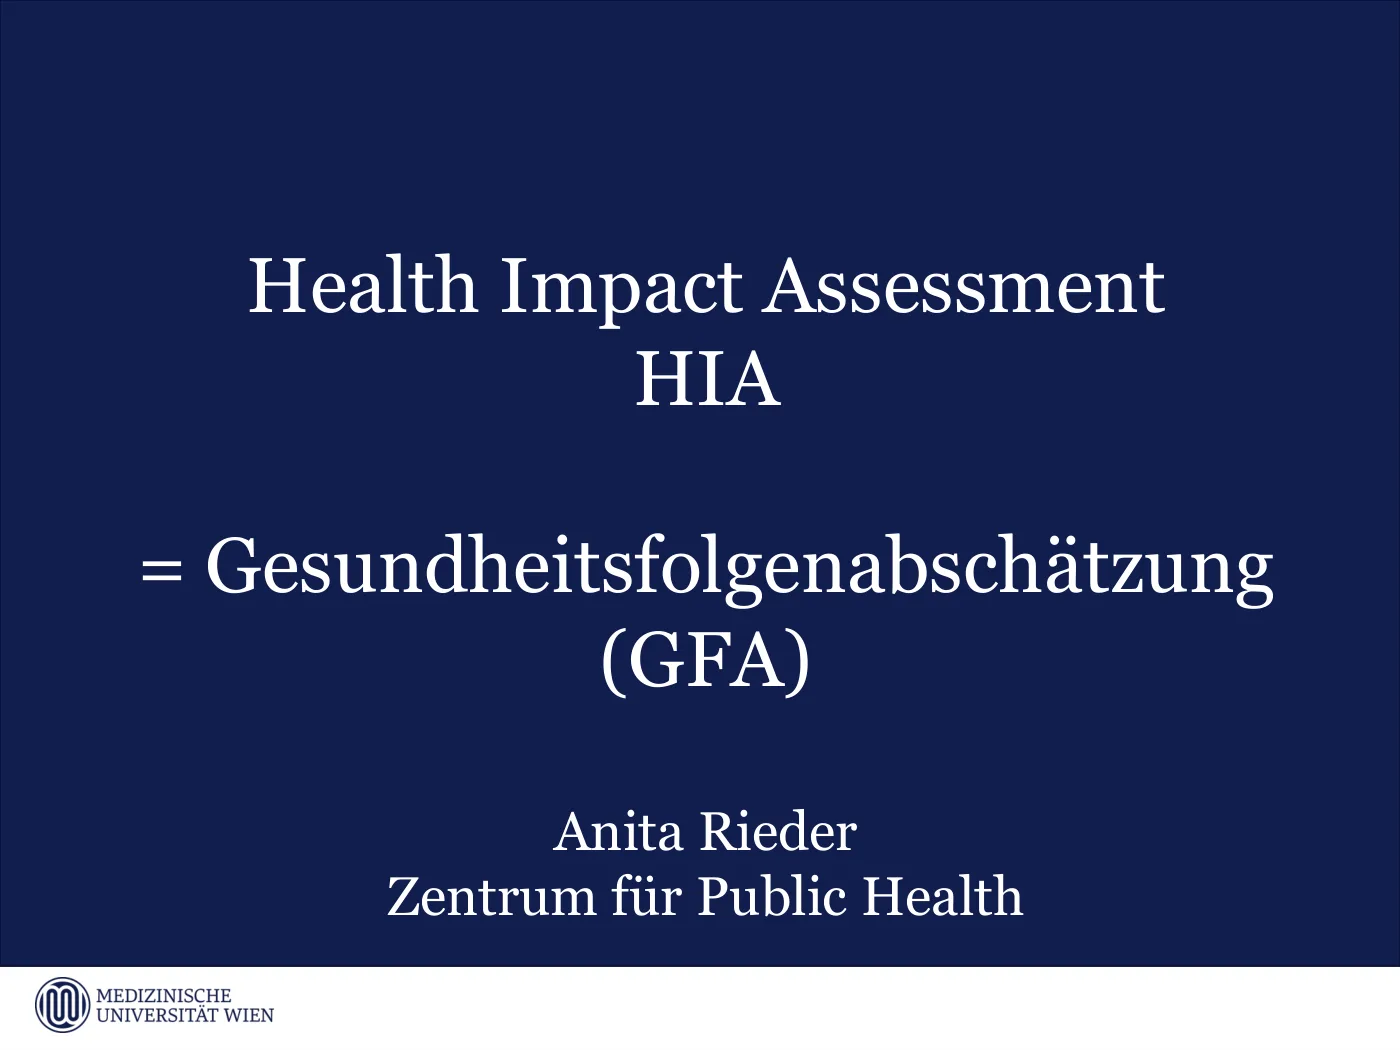 Health Impact Assessment
HIA
= Gesundheitsfolgenabschätzung
(GFA)
Anita Rieder
Zentrum für Public Health
MEDIZINISCHE
UNIVERSITÄT WIEN